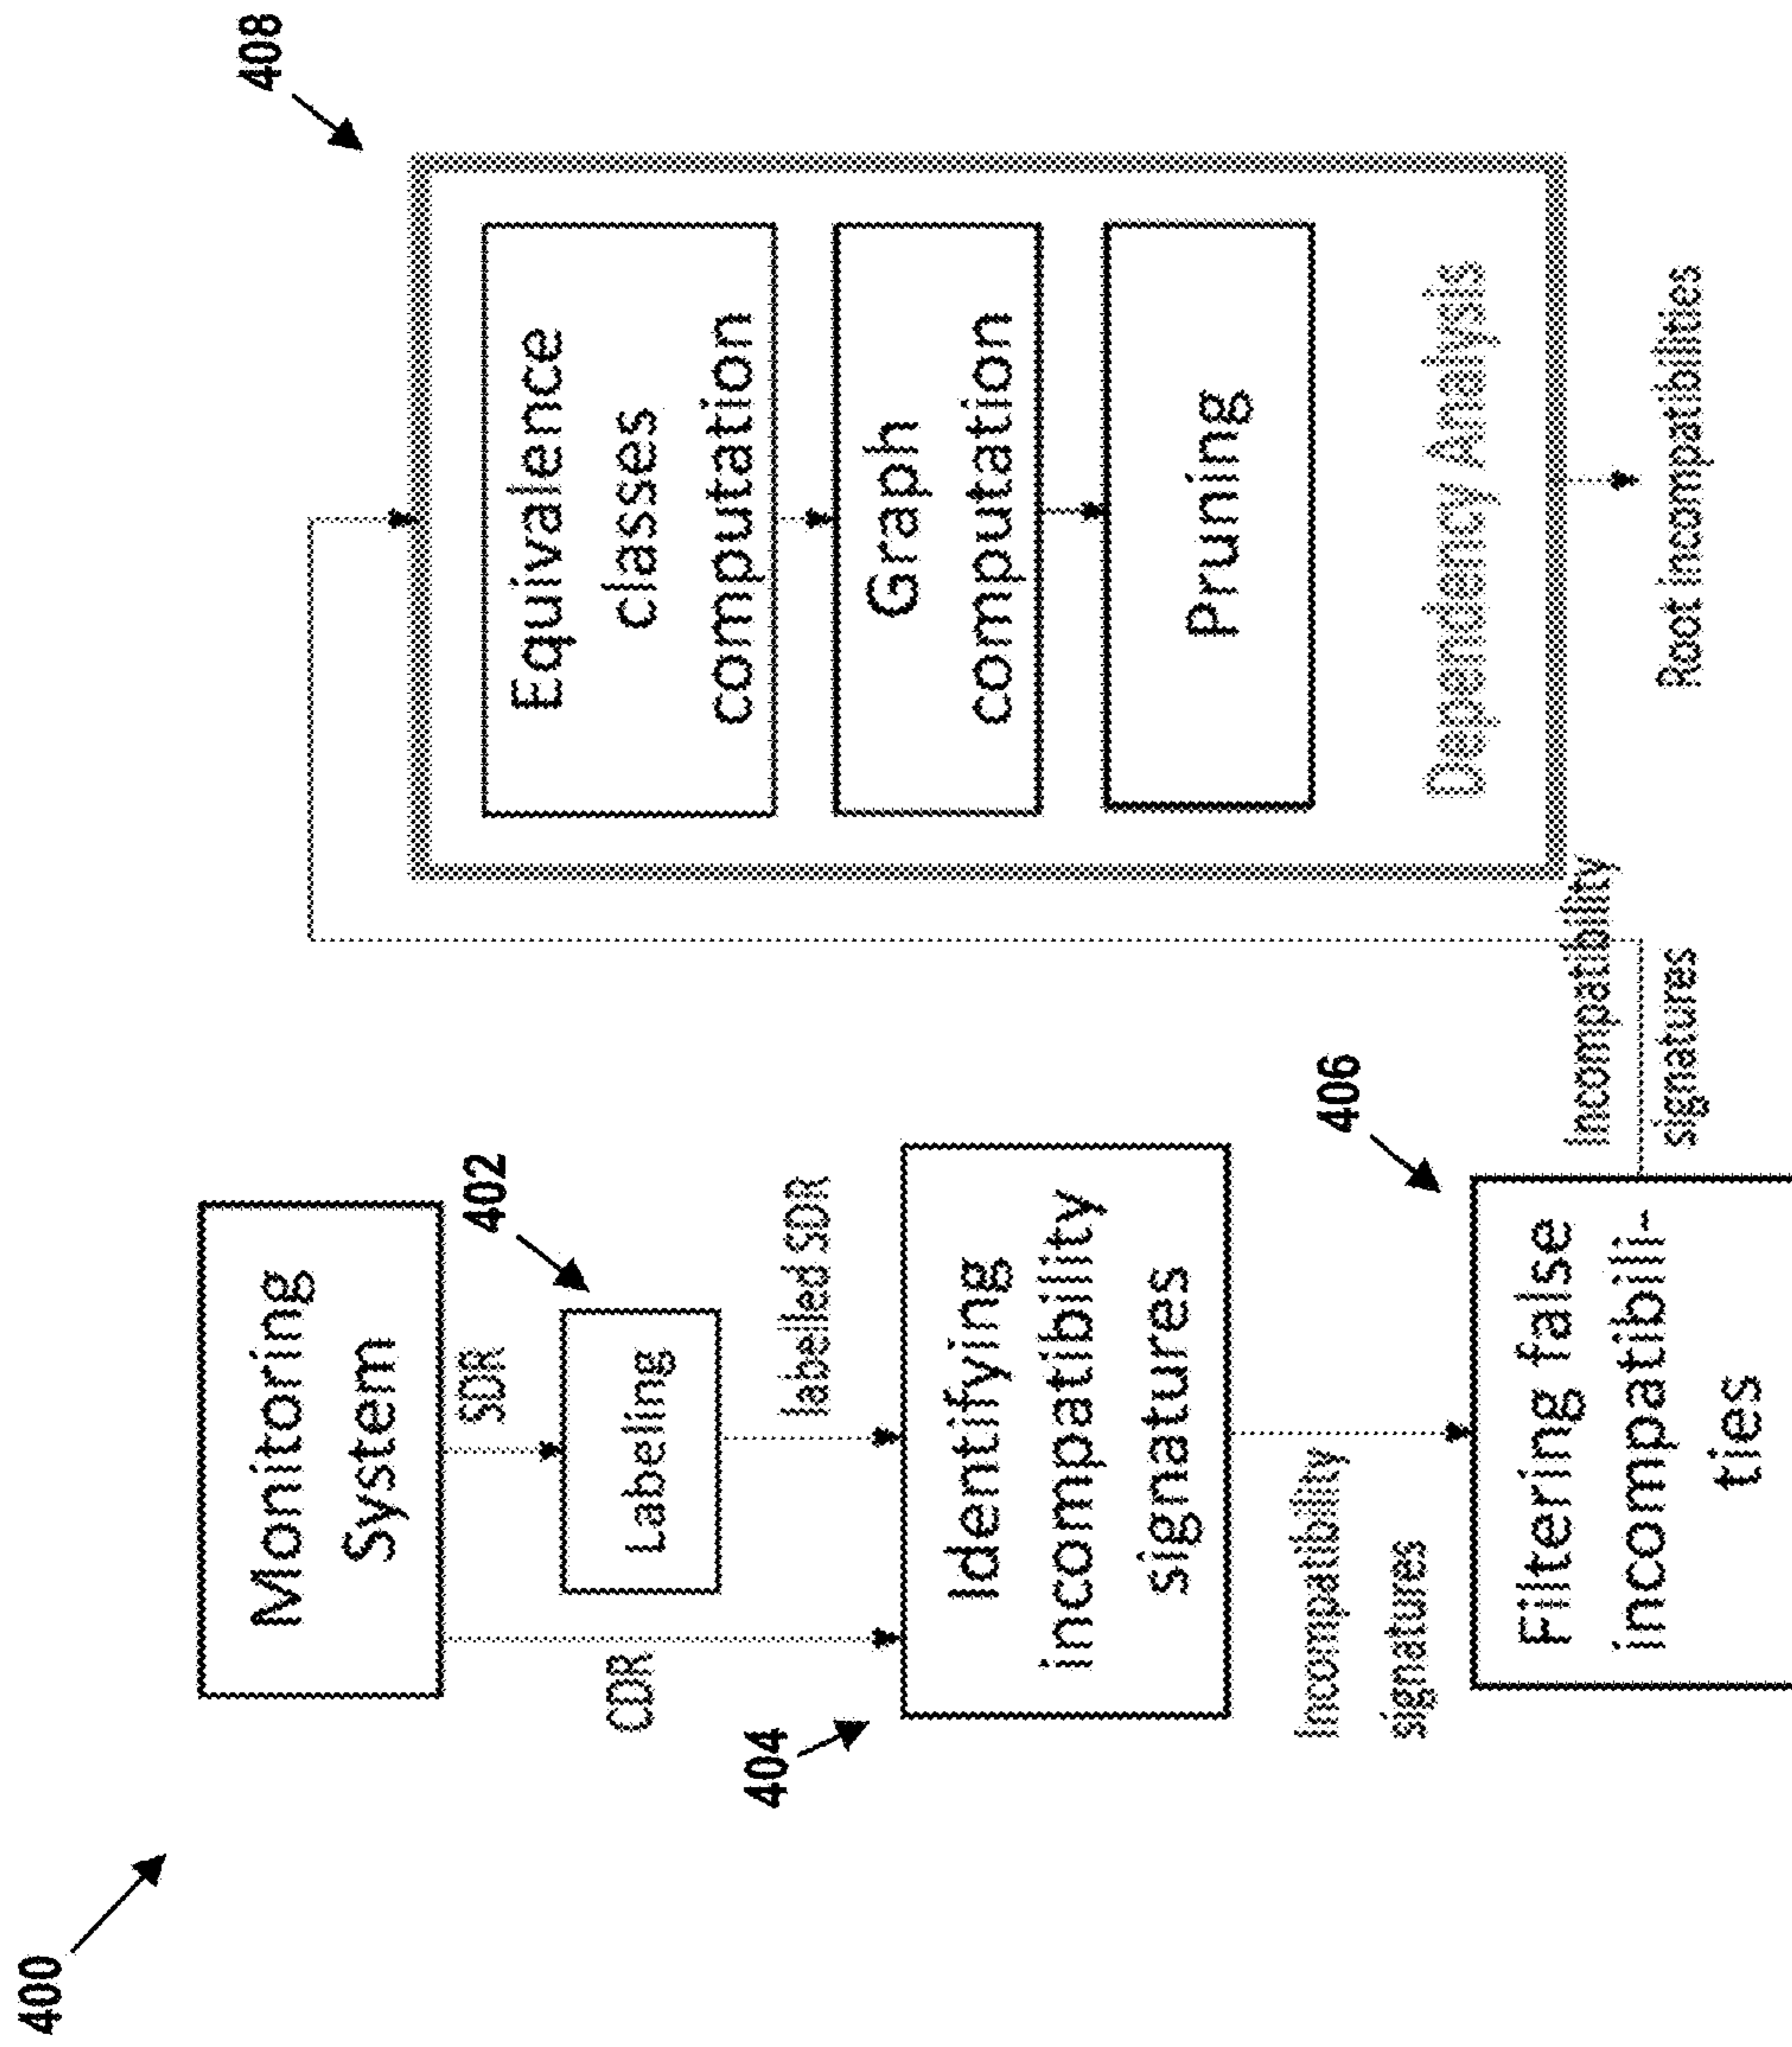 400
Monitoring
System
SDR
402
Labeling
CDR
labelled SDR
404
Identifying
incompatibility
signatures
Incompatibility
signatures
406
Filtering false
incompatibili-
ties
Incompatibility
signatures
408
Equivalence
classes
computation
Graph
computation
Pruning
Dependency Analysis
Root incompatibilities